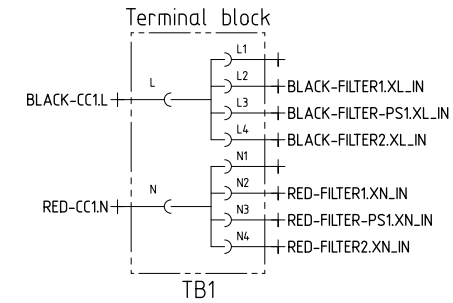 Terminal block
L1
L L2 BLACK-FILTER1.XL_IN
BLACK-CC1.L L3 BLACK-FILTER-PS1.XL_IN
L4 BLACK-FILTER2.XL_IN
N1
N N2 RED-FILTER1.XN_IN
RED-CC1.N N3 RED-FILTER-PS1.XN_IN
N4 RED-FILTER2.XN_IN
TB1